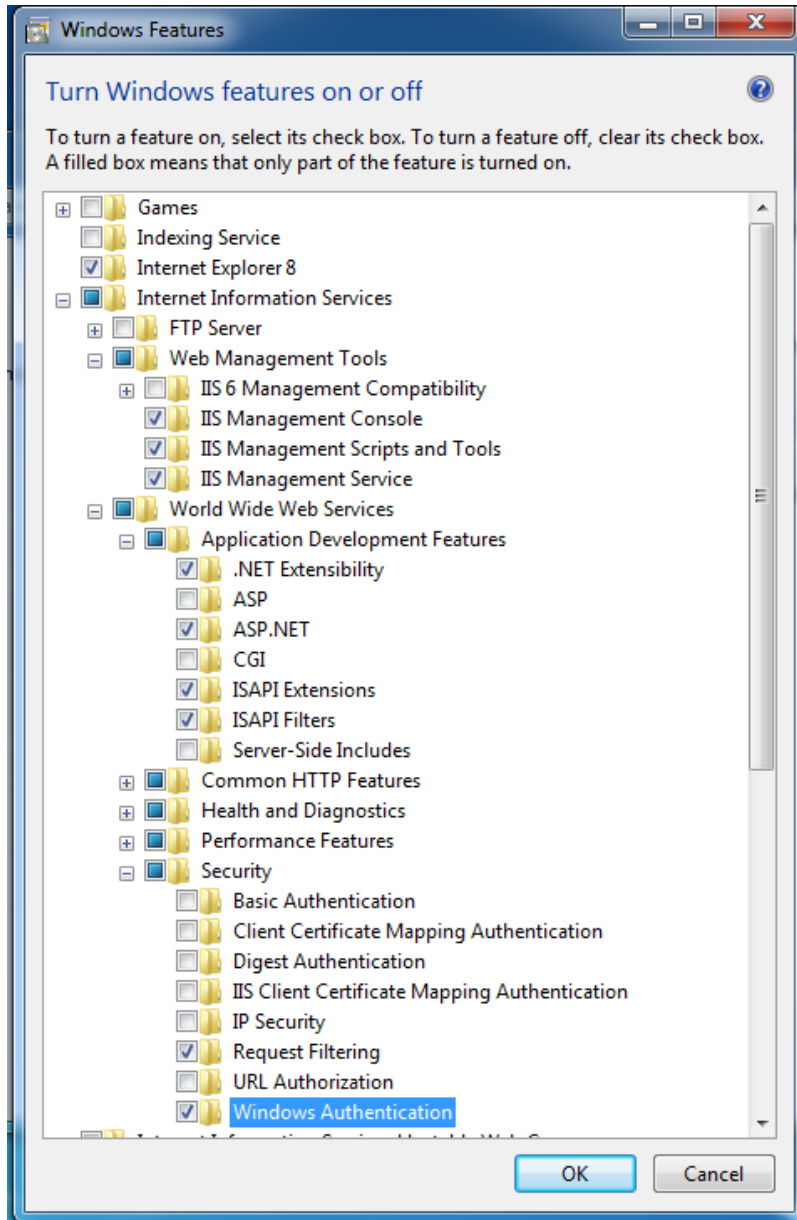 Windows Features
Turn Windows features on or off
To turn a feature on, select its check box. To turn a feature off, clear its check box.
A filled box means that only part of the feature is turned on.
Games
Indexing Service
Internet Explorer 8
Internet Information Services
FTP Server
Web Management Tools
IIS 6 Management Compatibility
IIS Management Console
IIS Management Scripts and Tools
IIS Management Service
World Wide Web Services
Application Development Features
.NET Extensibility
ASP
ASP.NET
CGI
ISAPI Extensions
ISAPI Filters
Server-Side Includes
Common HTTP Features
Health and Diagnostics
Performance Features
Security
Basic Authentication
Client Certificate Mapping Authentication
Digest Authentication
IIS Client Certificate Mapping Authentication
IP Security
Request Filtering
URL Authorization
Windows Authentication
OK Cancel